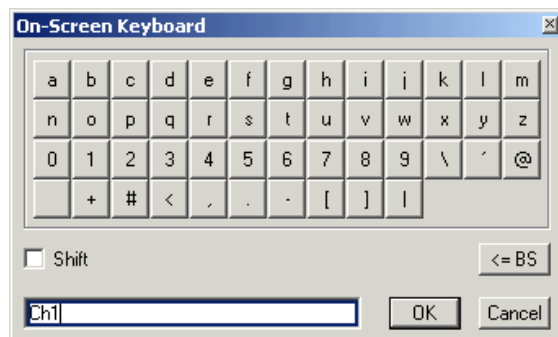 On-Screen Keyboard
a b c d e f g h i j k l m
n o p q r s t u v w x y z
0 1 2 3 4 5 6 7 8 9 \ ´ @
+ # < , . - [ ] |
Shift
<= BS
Ch1
OK
Cancel